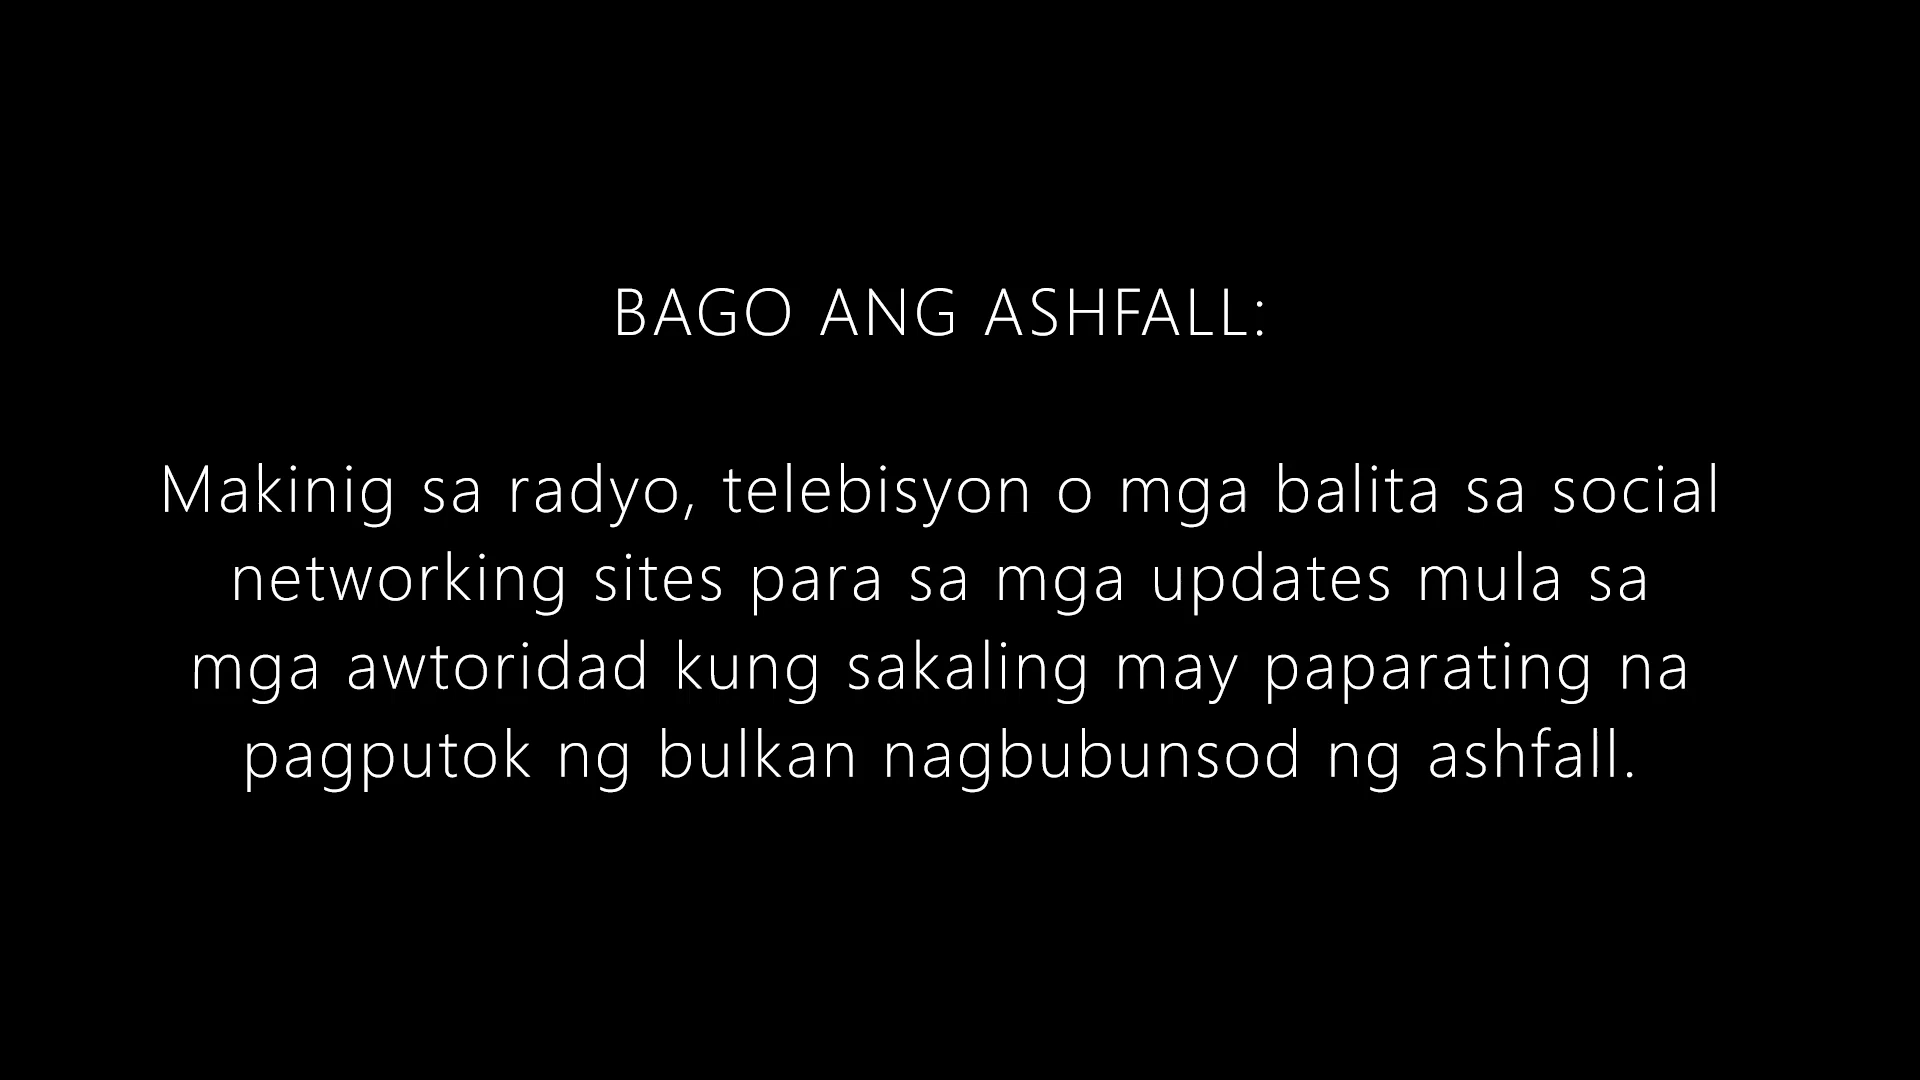 BAGO ANG ASHFALL:
Makinig sa radyo, telebisyon o mga balita sa social
networking sites para sa mga updates mula sa
mga awtoridad kung sakaling may paparating na
pagputok ng bulkan nagbubunsod ng ashfall.